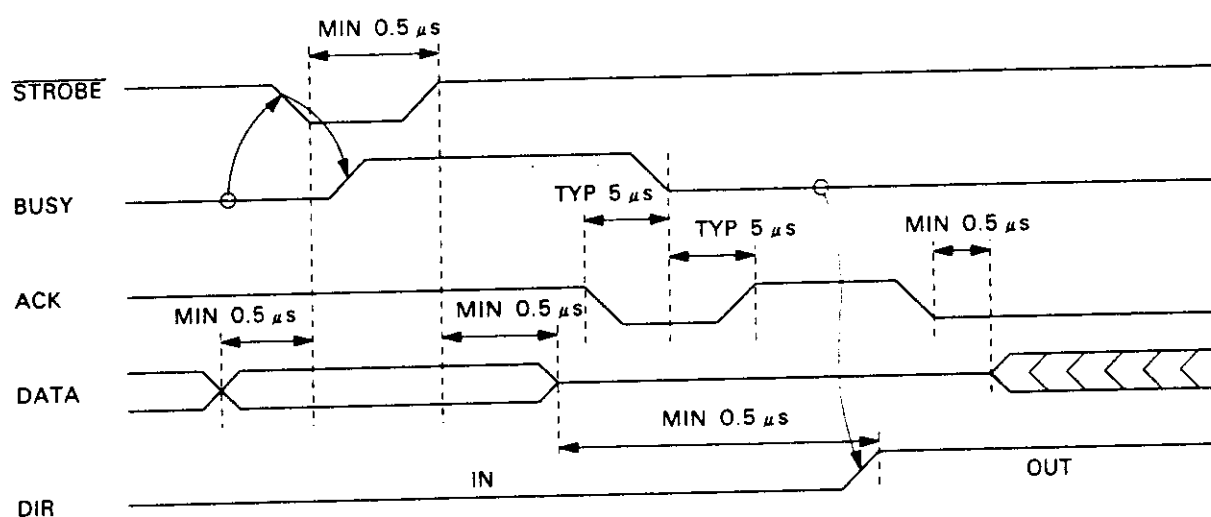 MIN 0.5 μs
STROBE
BUSY
TYP 5 μs
TYP 5 μs
MIN 0.5 μs
ACK
MIN 0.5 μs
MIN 0.5 μs
DATA
MIN 0.5 μs
IN
OUT
DIR